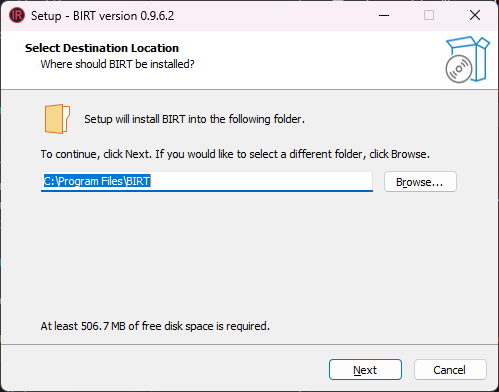 IR Setup - BIRT version 0.9.6.2
Select Destination Location
Where should BIRT be installed?
Setup will install BIRT into the following folder.
To continue, click Next. If you would like to select a different folder, click Browse.
C:\Program Files\BIRT Browse...
At least 506.7 MB of free disk space is required.
Next Cancel